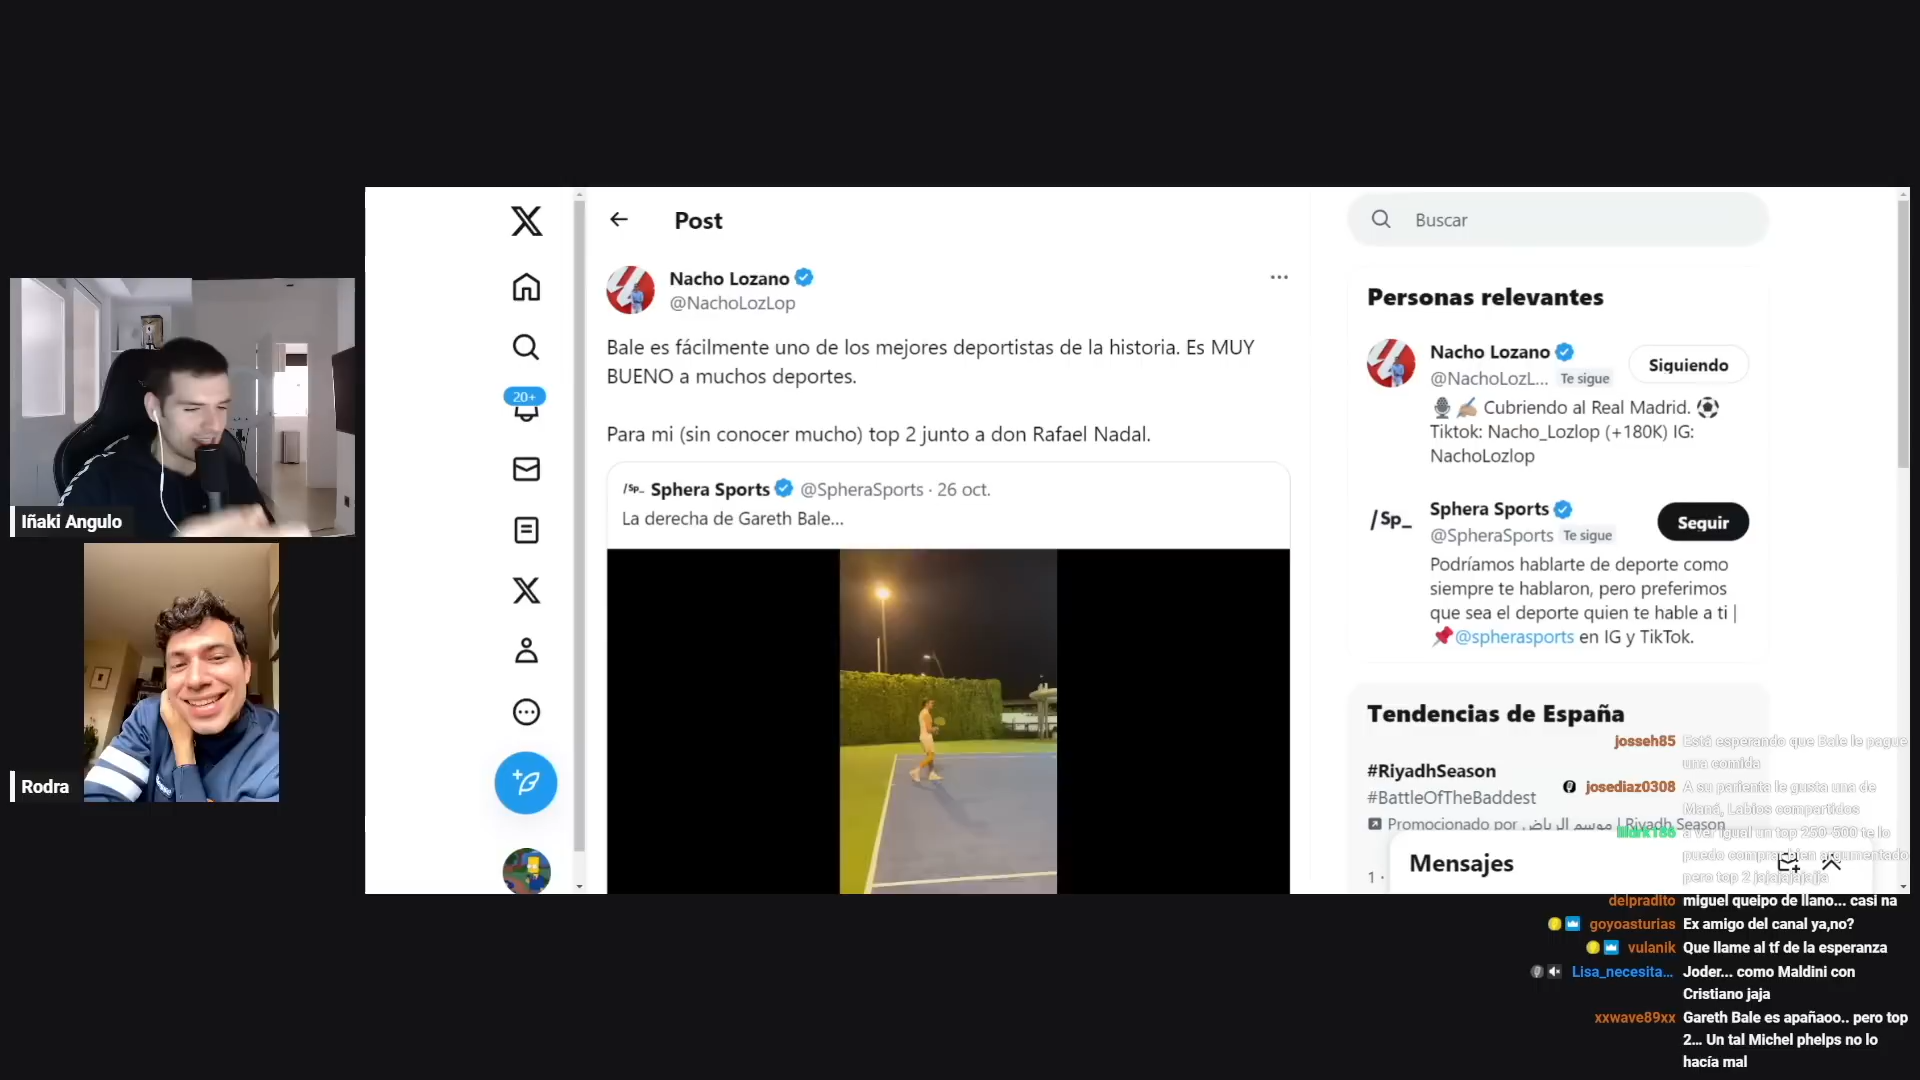 Iñaki Angulo
Rodra
20+
Post
Nacho Lozano
@NachoLozLop
Bale es fácilmente uno de los mejores deportistas de la historia. Es MUY
BUENO a muchos deportes.
Para mi (sin conocer mucho) top 2 junto a don Rafael Nadal.
/Sp_ Sphera Sports @SpheraSports · 26 oct.
La derecha de Gareth Bale...
Buscar
Personas relevantes
Nacho Lozano
@NachoLozL... Te sigue
Siguiendo
Cubriendo al Real Madrid.
Tiktok: Nacho_Lozlop (+180K) IG:
NachoLozlop
/Sp_
Sphera Sports
@SpheraSports Te sigue
Seguir
Podríamos hablarte de deporte como
siempre te hablaron, pero preferimos
que sea el deporte quien te hable a ti |
@spherasports en IG y TikTok.
Tendencias de España
#RiyadhSeason
#BattleOfTheBaddest
Promocionado por موسم الرياض | Riyadh Season
1 ·
Mensajes
josseh85 Está esperando que Bale le pague
una comida
josediaz0308 A su parienta le gusta una de
Maná, Labios compartidos
a ver igual un top 250-500 te lo
puedo comprar bien argumentado
pero top 2 jajajajajajja
delpradito miguel queipo de llano... casi na
goyoasturias Ex amigo del canal ya,no?
vulanik Que llame al tf de la esperanza
Lisa_necesita... Joder... como Maldini con
Cristiano jaja
xxwave89xx Gareth Bale es apañaoo.. pero top
2... Un tal Michel phelps no lo
hacía mal